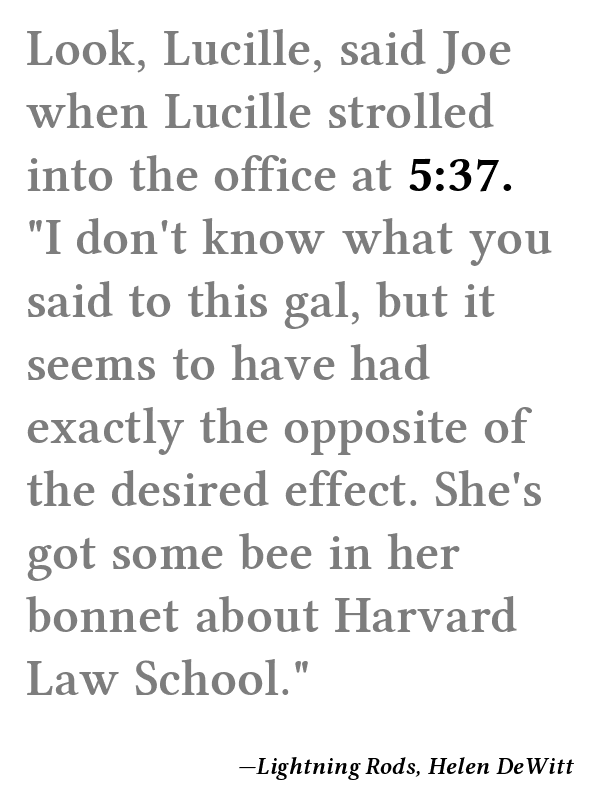 Look, Lucille, said Joe
when Lucille strolled
into the office at 5:37.
"I don't know what you
said to this gal, but it
seems to have had
exactly the opposite of
the desired effect. She's
got some bee in her
bonnet about Harvard
Law School."
—Lightning Rods, Helen DeWitt